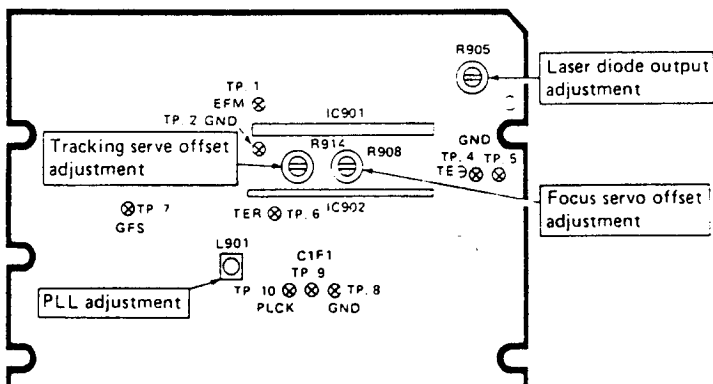 R905
Laser diode output
adjustment
TP. 1
EFM
IC901
TP. 2 GND
Tracking serve offset
adjustment
R914
R908
GND
TP. 4 TP. 5
Focus servo offset
adjustment
TP. 7
GFS
TER TP. 6
IC902
L901
C1F1
TP. 9
PLL adjustment
TP. 10 TP. 8
PLCK GND